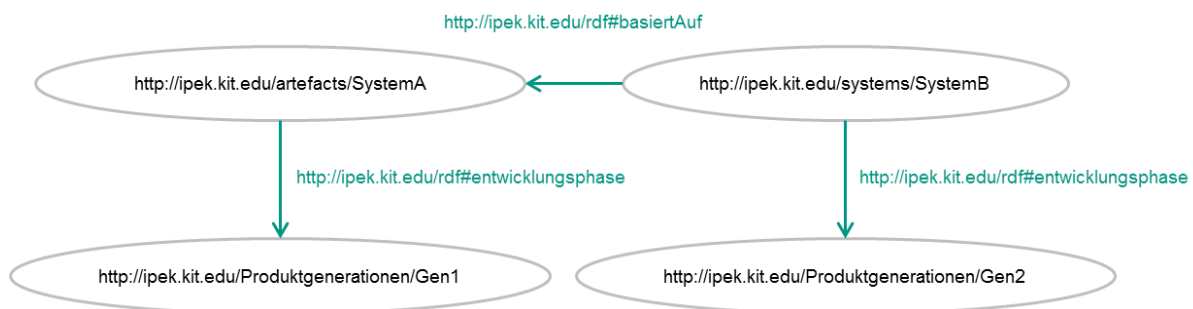 http://ipek.kit.edu/rdf#basiertAuf
http://ipek.kit.edu/artefacts/SystemA
http://ipek.kit.edu/systems/SystemB
http://ipek.kit.edu/rdf#entwicklungsphase
http://ipek.kit.edu/rdf#entwicklungsphase
http://ipek.kit.edu/Produktgenerationen/Gen1
http://ipek.kit.edu/Produktgenerationen/Gen2